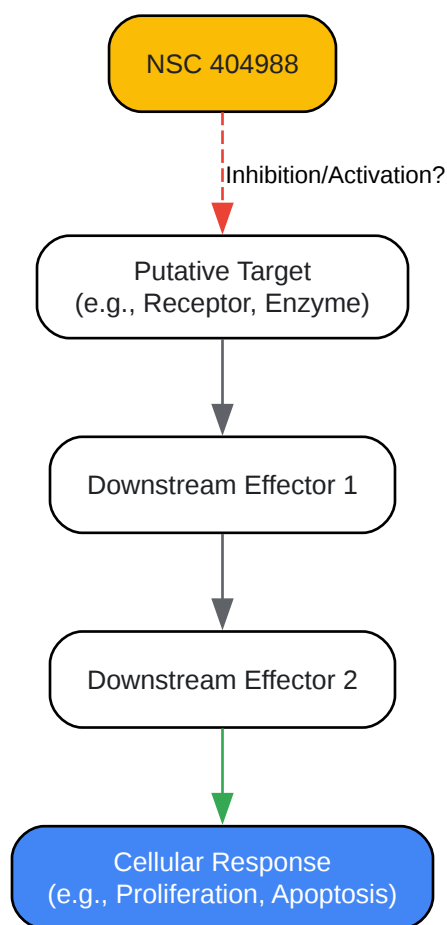 NSC 404988
Inhibition/Activation?
Putative Target
(e.g., Receptor, Enzyme)
Downstream Effector 1
Downstream Effector 2
Cellular Response
(e.g., Proliferation, Apoptosis)